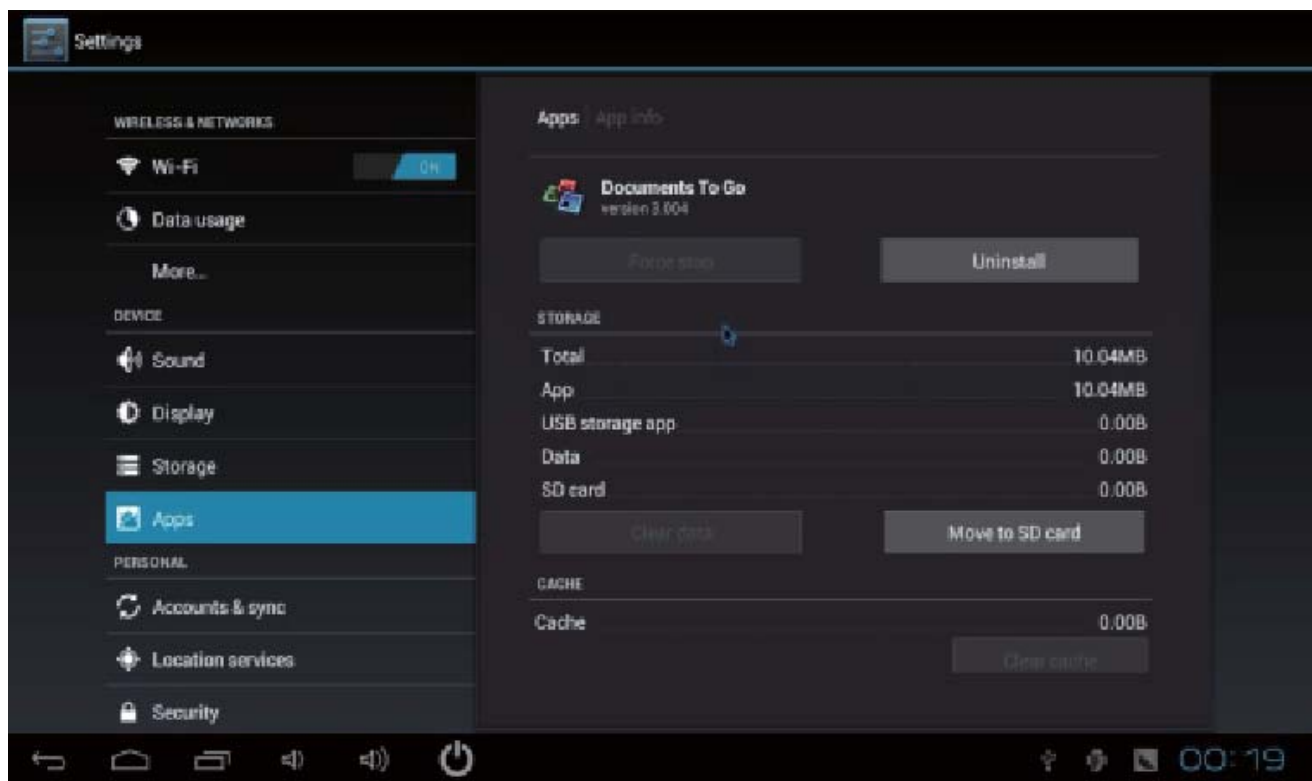 Settings
WIRELESS & NETWORKS
Wi-Fi ON
Data usage
More...
DEVICE
Sound
Display
Storage
Apps
PERSONAL
Accounts & sync
Location services
Security
Apps App info
Documents To Go
version 3.004
Force stop Uninstall
STORAGE
Total 10.04MB
App 10.04MB
USB storage app 0.00B
Data 0.00B
SD card 0.00B
Clear data Move to SD card
CACHE
Cache 0.00B
Clear cache
00:19